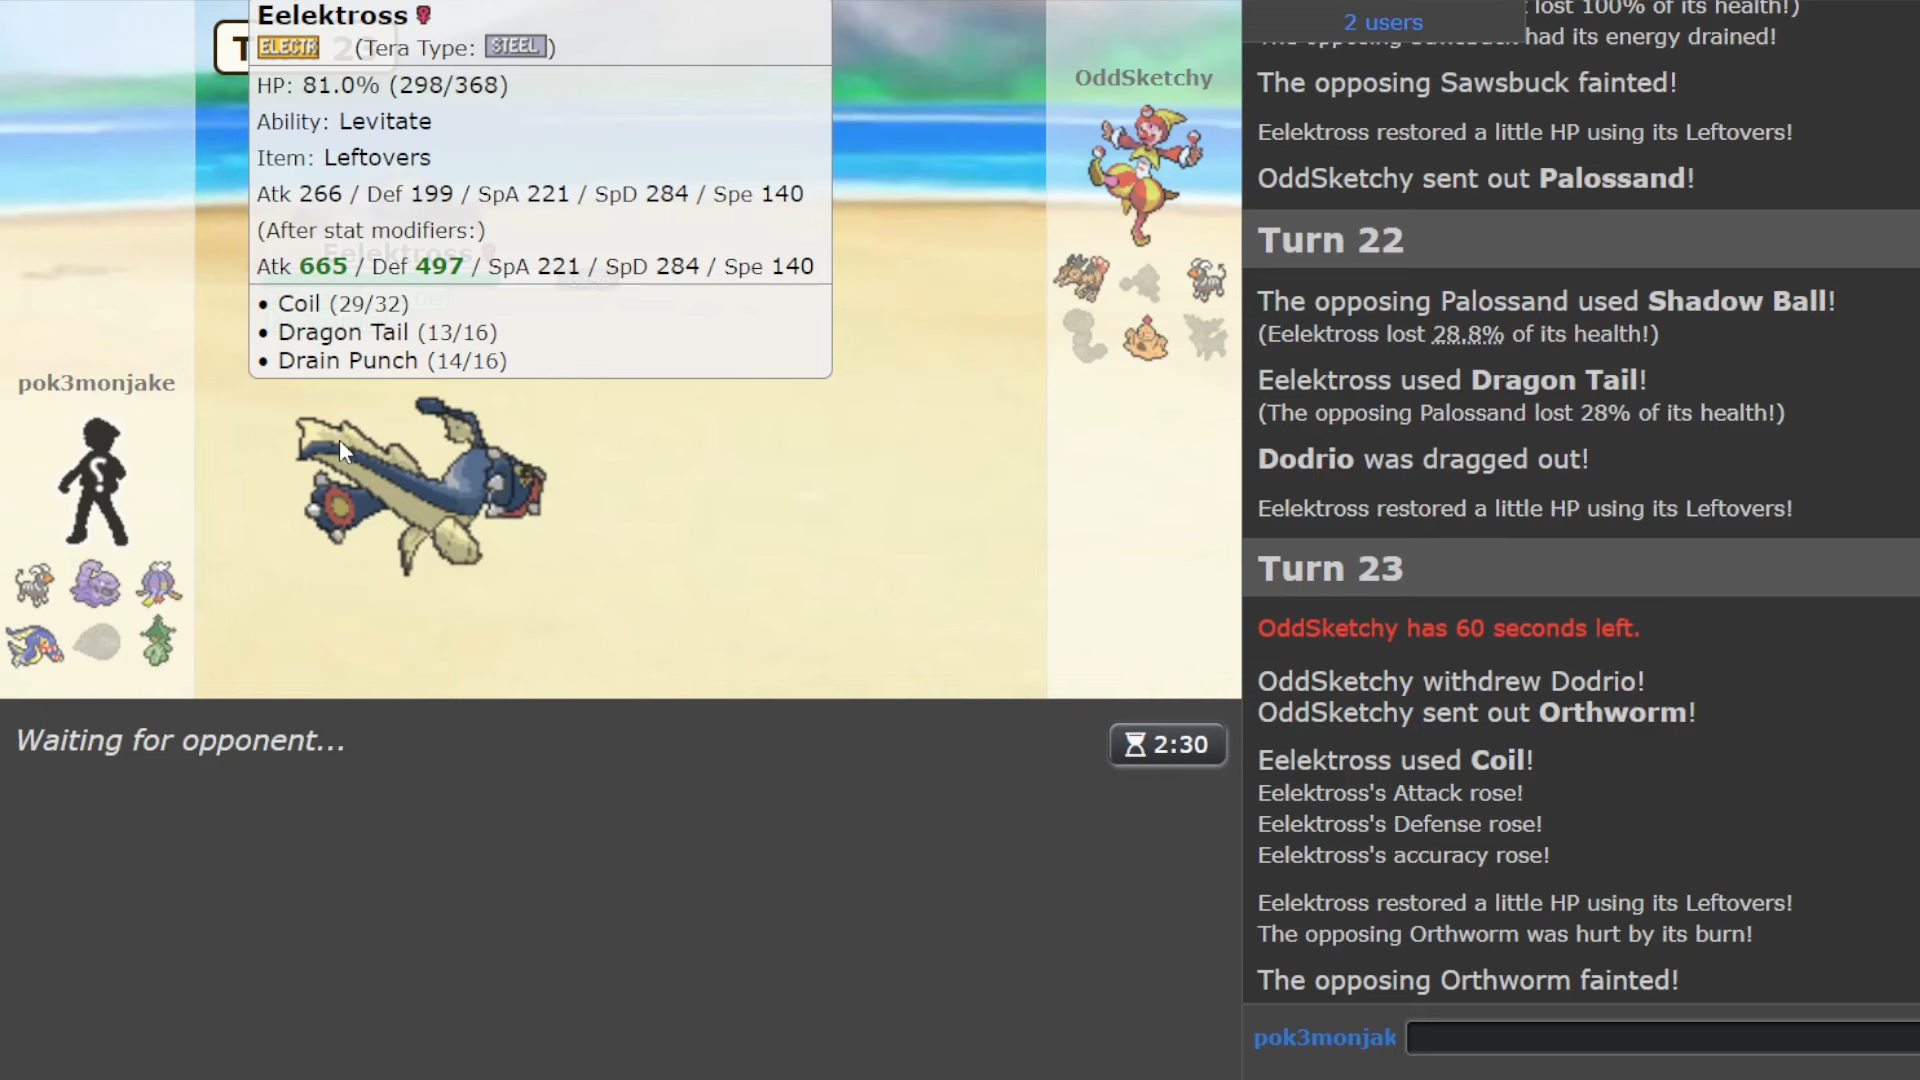 Eelektross
ELECTR (Tera Type: STEEL)
HP: 81.0% (298/368)
Ability: Levitate
Item: Leftovers
Atk 266 / Def 199 / SpA 221 / SpD 284 / Spe 140
(After stat modifiers:)
Atk 665 / Def 497 / SpA 221 / SpD 284 / Spe 140
• Coil (29/32)
• Dragon Tail (13/16)
• Drain Punch (14/16)
Eelektross
pok3monjake
OddSketchy
Waiting for opponent...
2:30
2 users
lost 100% of its health!)
had its energy drained!
The opposing Sawsbuck fainted!
Eelektross restored a little HP using its Leftovers!
OddSketchy sent out Palossand!
Turn 22
The opposing Palossand used Shadow Ball!
(Eelektross lost 28.8% of its health!)
Eelektross used Dragon Tail!
(The opposing Palossand lost 28% of its health!)
Dodrio was dragged out!
Eelektross restored a little HP using its Leftovers!
Turn 23
OddSketchy has 60 seconds left.
OddSketchy withdrew Dodrio!
OddSketchy sent out Orthworm!
Eelektross used Coil!
Eelektross's Attack rose!
Eelektross's Defense rose!
Eelektross's accuracy rose!
Eelektross restored a little HP using its Leftovers!
The opposing Orthworm was hurt by its burn!
The opposing Orthworm fainted!
pok3monjak